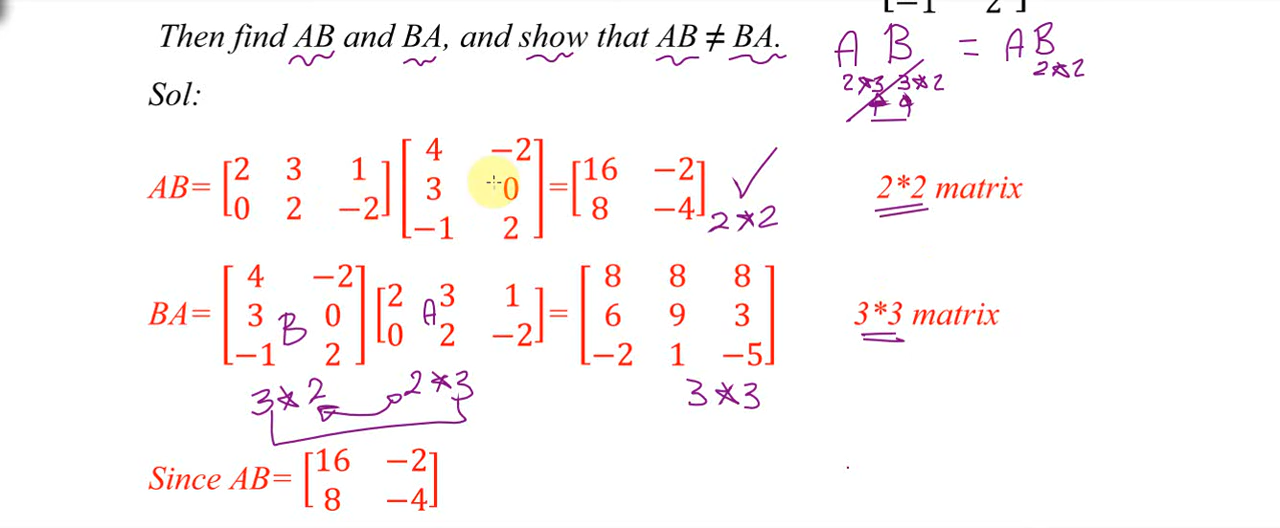 [-1 2]
Then find AB and BA, and show that AB ≠ BA. A B = AB
2*3 3*2 2*2
Sol:
AB= [2 3 1; 0 2 −2] [4 −2; 3 0; −1 2] = [16 −2; 8 −4] ✓ 2*2 2*2 matrix
BA= [4 −2; 3 0; −1 2] B [2 3 1; 0 2 −2] A = [8 8 8; 6 9 3; −2 1 −5] 3*3 matrix
3*2 2*3 3*3
Since AB= [16 −2; 8 −4]